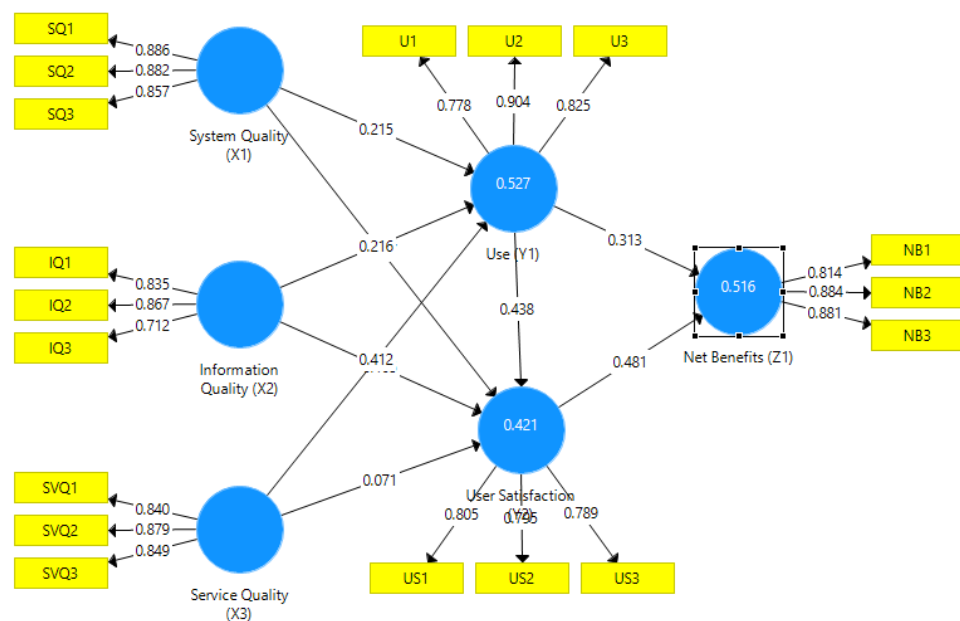 SQ1
SQ2
SQ3
0.886
0.882
0.857
System Quality
(X1)
U1
U2
U3
0.778
0.904
0.825
0.215
0.527
Use (Y1)
0.216
IQ1
IQ2
IQ3
0.835
0.867
0.712
Information
Quality (X2)
0.313
0.438
0.412
0.516
Net Benefits (Z1)
0.814
0.884
0.881
NB1
NB2
NB3
0.481
0.421
User Satisfaction
(Y2)
0.071
SVQ1
SVQ2
SVQ3
0.840
0.879
0.849
Service Quality
(X3)
0.805
0.795
0.789
US1
US2
US3